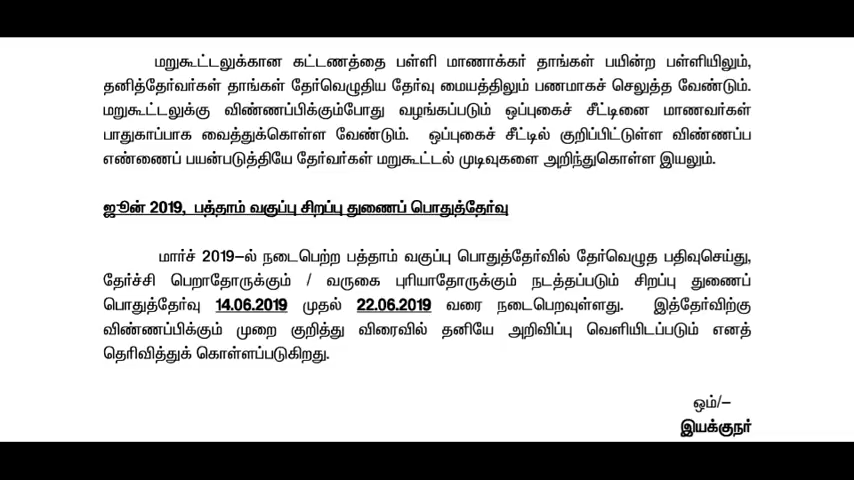 மறுகூட்டலுக்கான கட்டணத்தை பள்ளி மாணாக்கர் தாங்கள் பயின்ற பள்ளியிலும்,
தனித்தேர்வர்கள் தாங்கள் தேர்வெழுதிய தேர்வு மையத்திலும் பணமாகச் செலுத்த வேண்டும்.
மறுகூட்டலுக்கு விண்ணப்பிக்கும்போது வழங்கப்படும் ஒப்புகைச் சீட்டினை மாணவர்கள்
பாதுகாப்பாக வைத்துக்கொள்ள வேண்டும். ஒப்புகைச் சீட்டில் குறிப்பிட்டுள்ள விண்ணப்ப
எண்ணைப் பயன்படுத்தியே தேர்வர்கள் மறுகூட்டல் முடிவுகளை அறிந்துகொள்ள இயலும்.
ஜூன் 2019, பத்தாம் வகுப்பு சிறப்பு துணைப் பொதுத்தேர்வு
மார்ச் 2019-ல் நடைபெற்ற பத்தாம் வகுப்பு பொதுத்தேர்வில் தேர்வெழுத பதிவுசெய்து,
தேர்ச்சி பெறாதோருக்கும் / வருகை புரியாதோருக்கும் நடத்தப்படும் சிறப்பு துணைப்
பொதுத்தேர்வு 14.06.2019 முதல் 22.06.2019 வரை நடைபெறவுள்ளது. இத்தேர்விற்கு
விண்ணப்பிக்கும் முறை குறித்து விரைவில் தனியே அறிவிப்பு வெளியிடப்படும் எனத்
தெரிவித்துக் கொள்ளப்படுகிறது.
ஒம்/-
இயக்குநர்